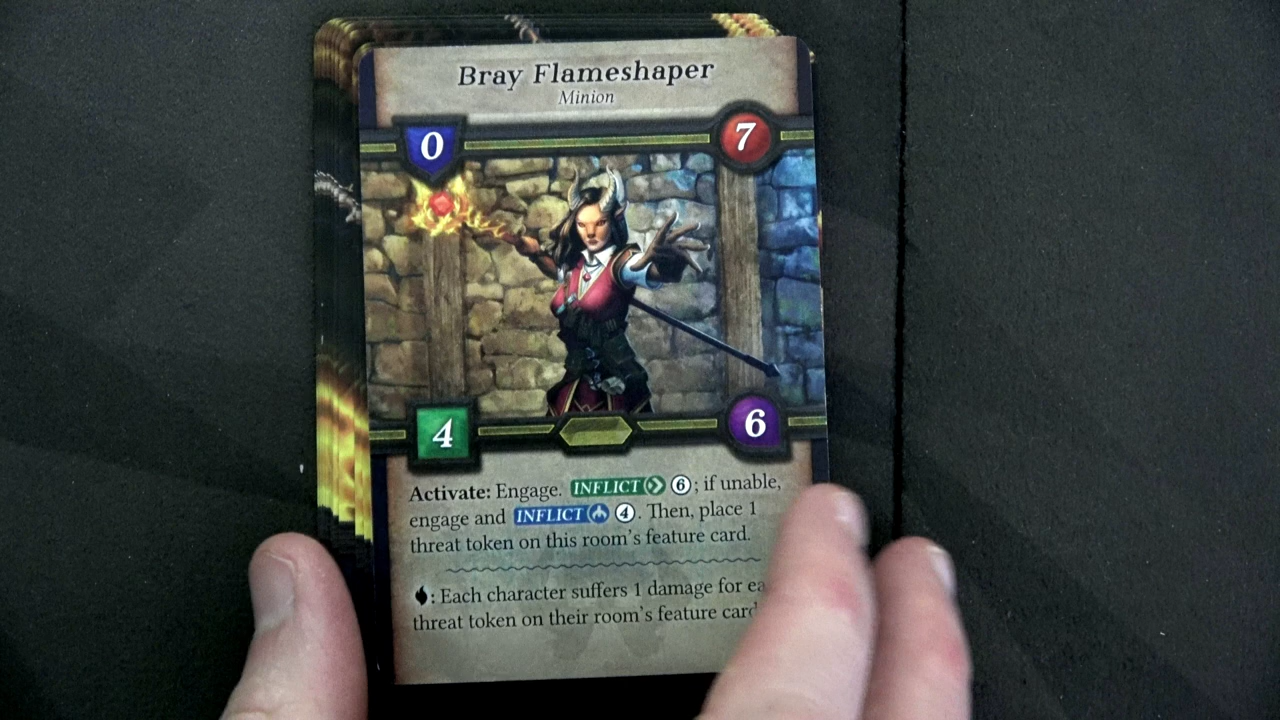 Bray Flameshaper
Minion
0
7
4
6
Activate: Engage. INFLICT 6; if unable,
engage and INFLICT 4. Then, place 1
threat token on this room's feature card.
: Each character suffers 1 damage for
threat token on their room's feature